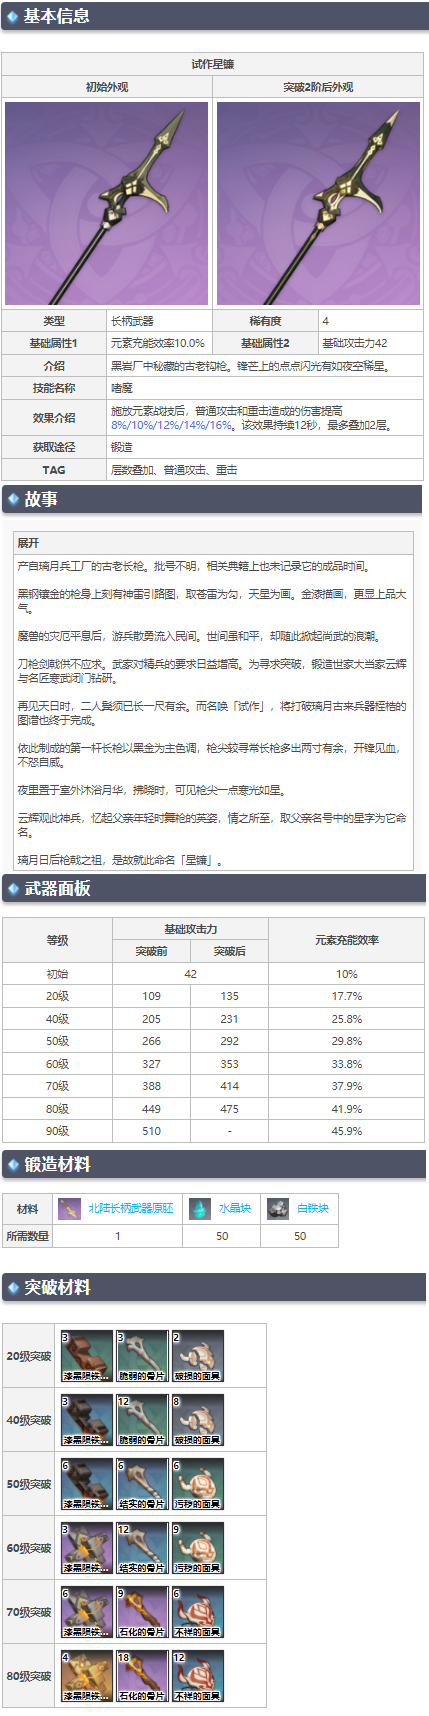 基本信息
试作星镰
初始外观 突破2阶后外观
类型 长柄武器 稀有度 4
基础属性1 元素充能效率10.0% 基础属性2 基础攻击力42
介绍 黑岩厂中秘藏的古老钩枪。锋芒上的点点闪光有如夜空稀星。
技能名称 嗜魔
效果介绍 施放元素战技后，普通攻击和重击造成的伤害提高
8%/10%/12%/14%/16%。该效果持续12秒，最多叠加2层。
获取途径 锻造
TAG 层数叠加、普通攻击、重击
故事
展开
产自璃月兵工厂的古老长枪。批号不明，相关典籍上也未记录它的成品时间。
黑钢镶金的枪身上刻有神雷引路图，取苍雷为勾，天星为画。金漆描画，更显上品大
气。
魔兽的灾厄平息后，游兵散勇流入民间。世间虽和平，却随此掀起尚武的浪潮。
刀枪剑戟供不应求。武家对精兵的要求日益增高。为寻求突破，锻造世家大当家云辉
与名匠寒武闭门钻研。
再见天日时，二人鬓须已长一尺有余。而名唤「试作」，将打破璃月古来兵器桎梏的
图谱也终于完成。
依此制成的第一杆长枪以黑金为主色调，枪尖较寻常长枪多出两寸有余，开锋见血，
不怒自威。
夜里置于室外沐浴月华，拂晓时，可见枪尖一点寒光如星。
云辉观此神兵，忆起父亲年轻时舞枪的英姿，情之所至，取父亲名号中的星字为它命
名。
璃月日后枪戟之祖，是故就此命名「星镰」。
武器面板
等级 基础攻击力 元素充能效率
突破前 突破后
初始 42 10%
20级 109 135 17.7%
40级 205 231 25.8%
50级 266 292 29.8%
60级 327 353 33.8%
70级 388 414 37.9%
80级 449 475 41.9%
90级 510 - 45.9%
锻造材料
材料 北陆长柄武器原胚 水晶块 白铁块
所需数量 1 50 50
突破材料
20级突破 3 漆黑陨铁... 3 脆弱的骨片 2 破损的面具
40级突破 3 漆黑陨铁... 12 脆弱的骨片 8 破损的面具
50级突破 6 漆黑陨铁... 6 结实的骨片 6 污秽的面具
60级突破 3 漆黑陨铁... 12 结实的骨片 9 污秽的面具
70级突破 6 漆黑陨铁... 9 石化的骨片 6 不祥的面具
80级突破 4 漆黑陨铁... 18 石化的骨片 12 不祥的面具